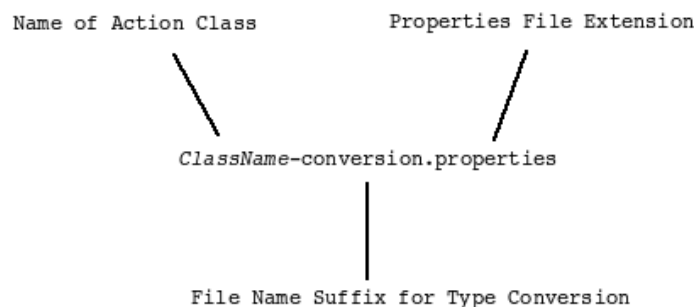 Name of Action Class
Properties File Extension
ClassName-conversion.properties
File Name Suffix for Type Conversion